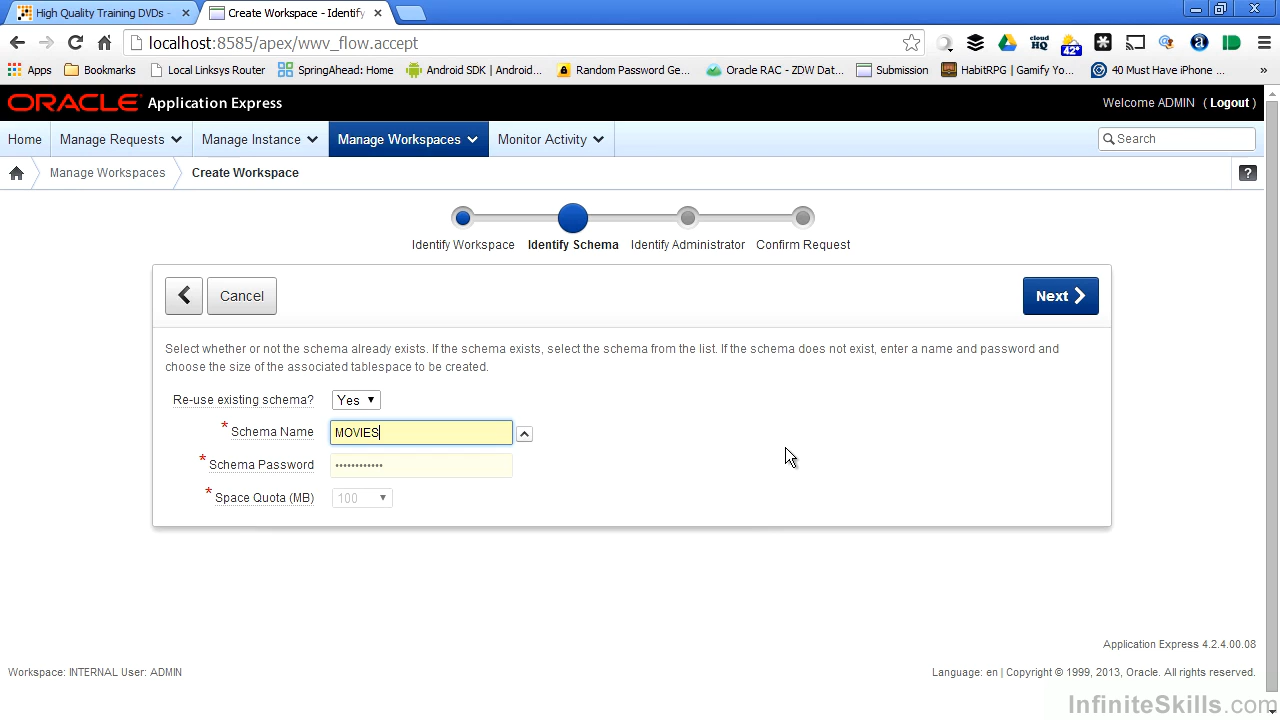 High Quality Training DVDs -
Create Workspace - Identify
localhost:8585/apex/wwv_flow.accept
42°
Apps Bookmarks Local Linksys Router SpringAhead: Home Android SDK | Android... Random Password Ge... Oracle RAC - ZDW Dat... Submission HabitRPG | Gamify Yo... 40 Must Have iPhone ... »
ORACLE Application Express
Welcome ADMIN ( Logout )
Home Manage Requests Manage Instance Manage Workspaces Monitor Activity Search
Manage Workspaces Create Workspace ?
Identify Workspace Identify Schema Identify Administrator Confirm Request
Cancel Next
Select whether or not the schema already exists. If the schema exists, select the schema from the list. If the schema does not exist, enter a name and password and
choose the size of the associated tablespace to be created.
Re-use existing schema? Yes
* Schema Name MOVIES
* Schema Password ••••••••••••
* Space Quota (MB) 100
Application Express 4.2.4.00.08
Workspace: INTERNAL User: ADMIN
Language: en | Copyright © 1999, 2013, Oracle. All rights reserved.
InfiniteSkills.com